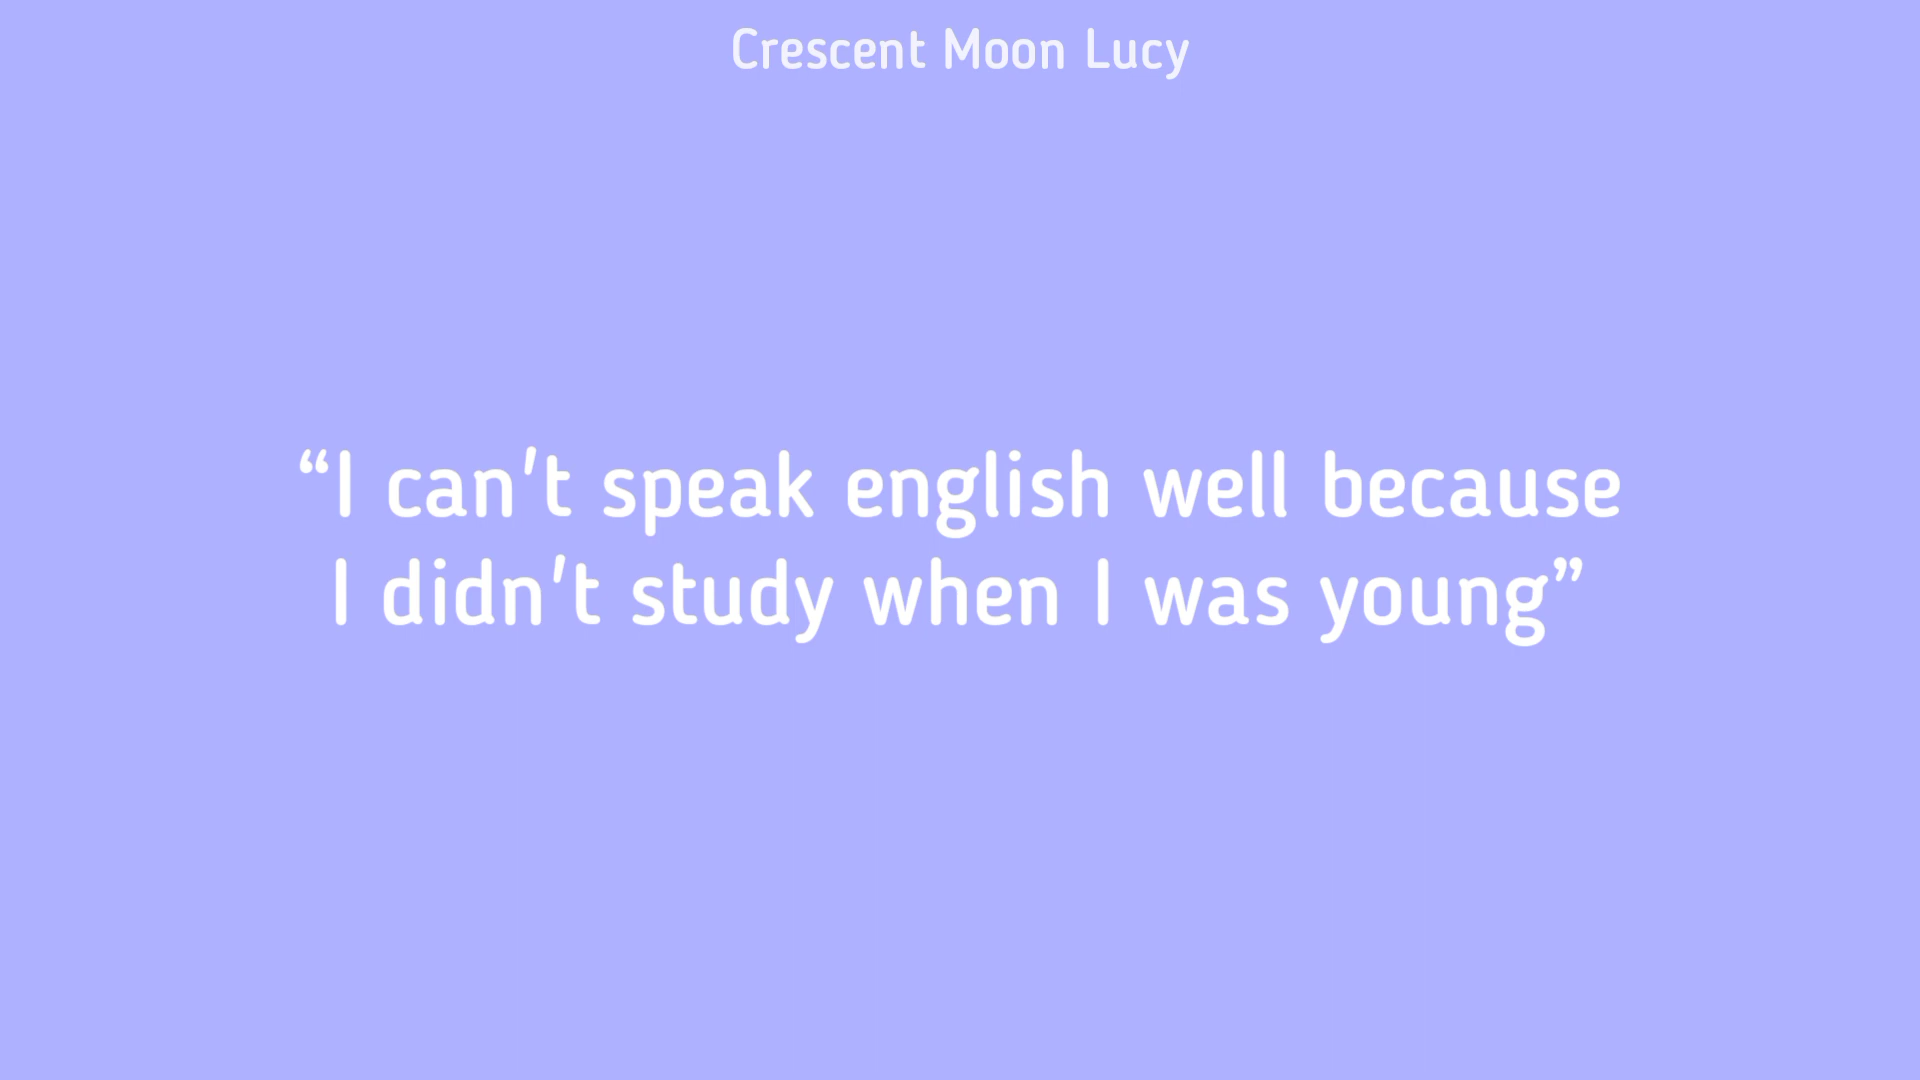 Crescent Moon Lucy
“I can't speak english well because
I didn't study when I was young”